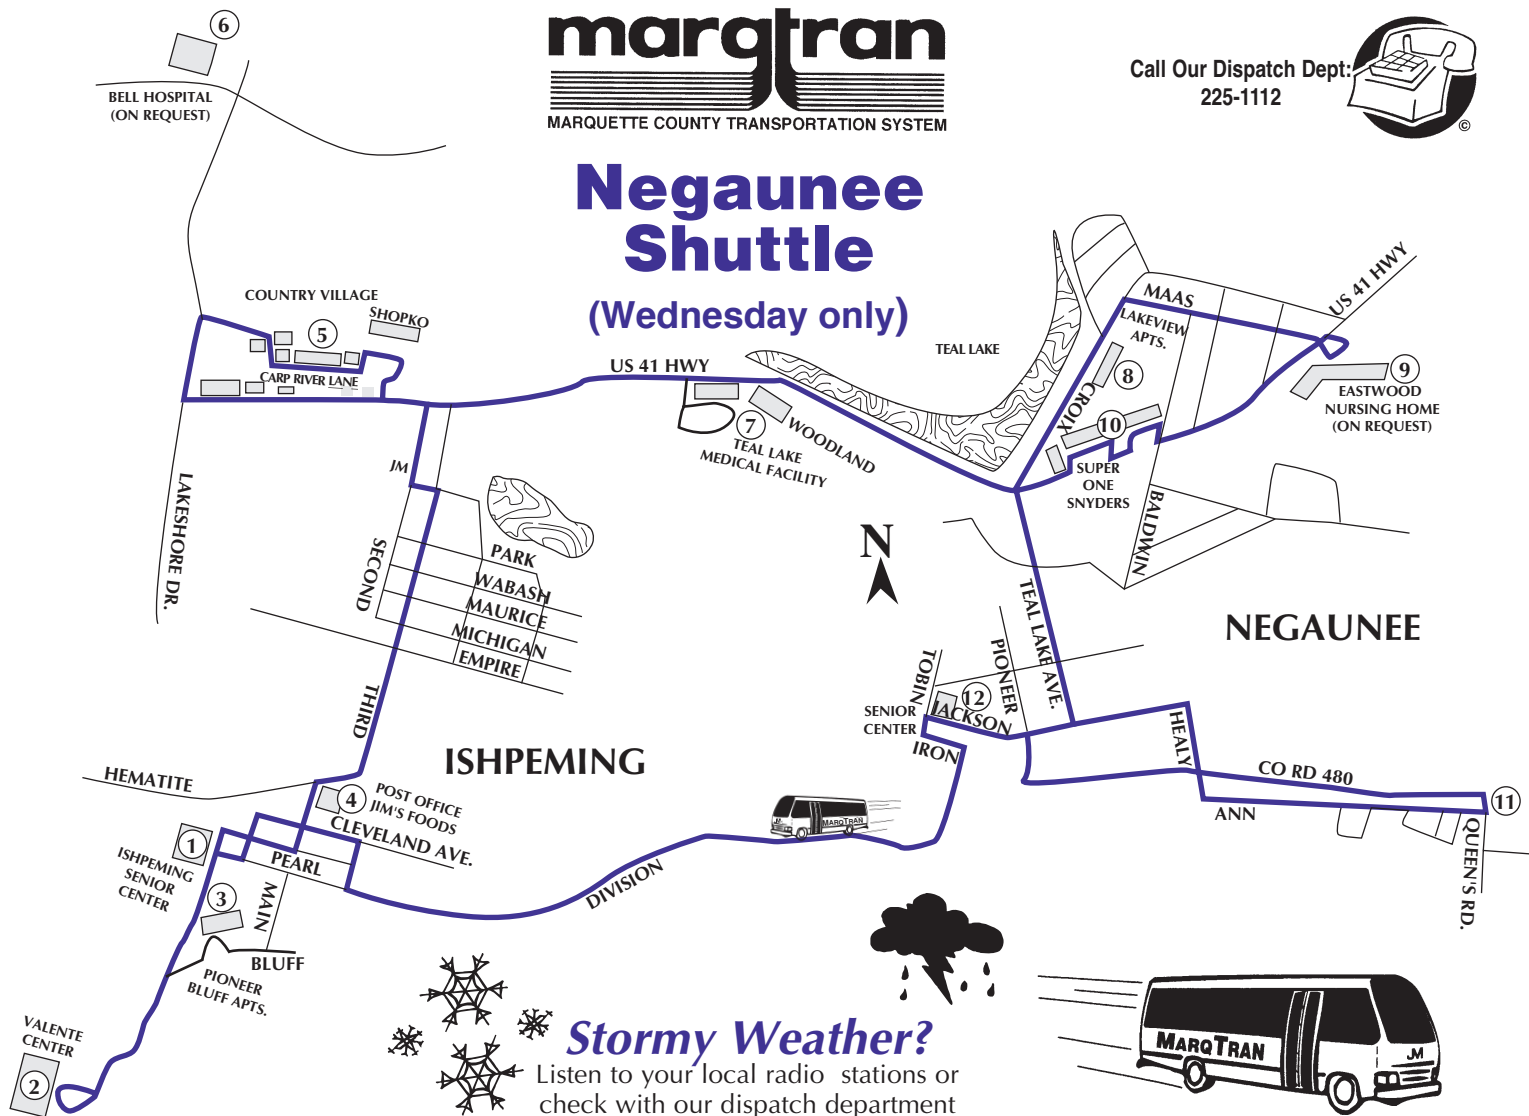 marqtran
MARQUETTE COUNTY TRANSPORTATION SYSTEM
Call Our Dispatch Dept:
225-1112
©
Negaunee
Shuttle
(Wednesday only)
6
BELL HOSPITAL
(ON REQUEST)
COUNTRY VILLAGE
SHOPKO
5
CARP RIVER LANE
US 41 HWY
TEAL LAKE
MAAS
US 41 HWY
LAKEVIEW
APTS.
8
CROIX
9
EASTWOOD
NURSING HOME
(ON REQUEST)
10
SUPER
ONE
SNYDERS
7
WOODLAND
TEAL LAKE
MEDICAL FACILITY
JM
LAKESHORE DR.
SECOND
PARK
WABASH
MAURICE
MICHIGAN
EMPIRE
N
BALDWIN
TEAL LAKE AVE.
NEGAUNEE
TOBIN
PIONEER
12
JACKSON
SENIOR
CENTER
IRON
HEALY
CO RD 480
ANN
11
QUEEN'S RD.
THIRD
ISHPEMING
HEMATITE
4
POST OFFICE
JIM'S FOODS
CLEVELAND AVE.
1
ISHPEMING
SENIOR
CENTER
PEARL
MAIN
3
BLUFF
PIONEER
BLUFF APTS.
DIVISION
MARQTRAN
VALENTE
CENTER
2
Stormy Weather?
Listen to your local radio stations or
check with our dispatch department
MARQTRAN
JM